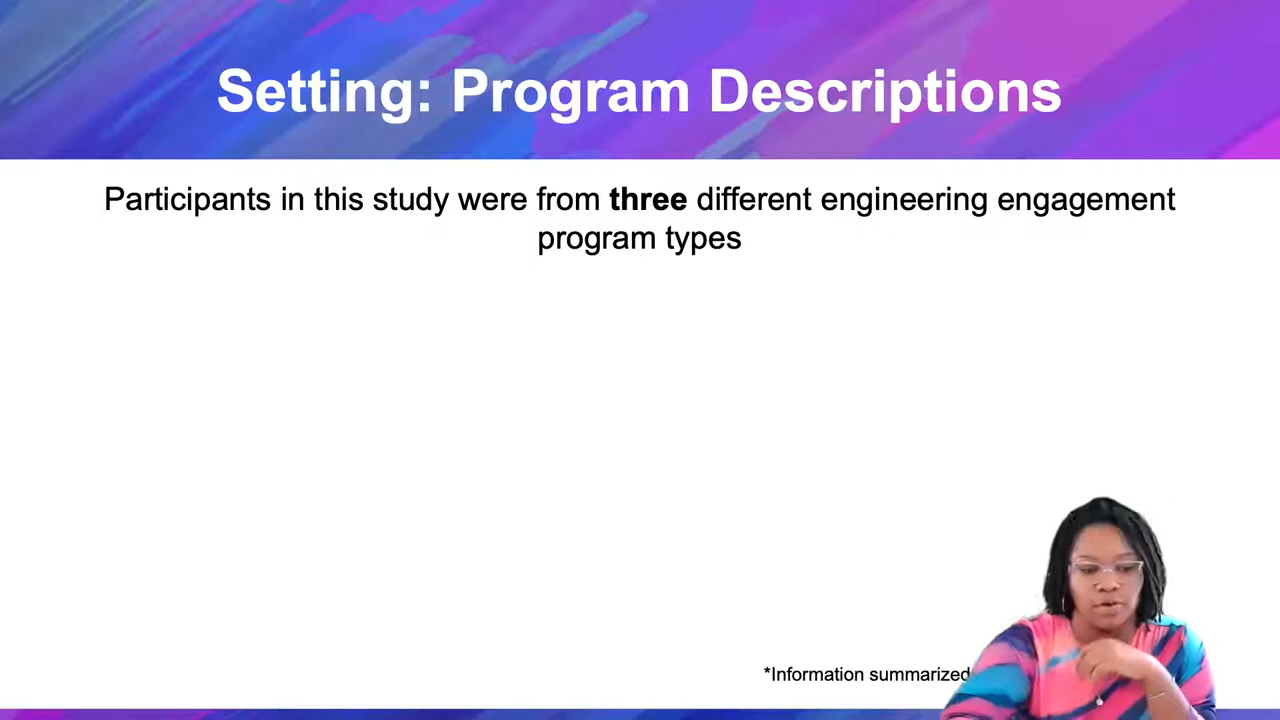 Setting: Program Descriptions
Participants in this study were from three different engineering engagement
program types
*Information summarized